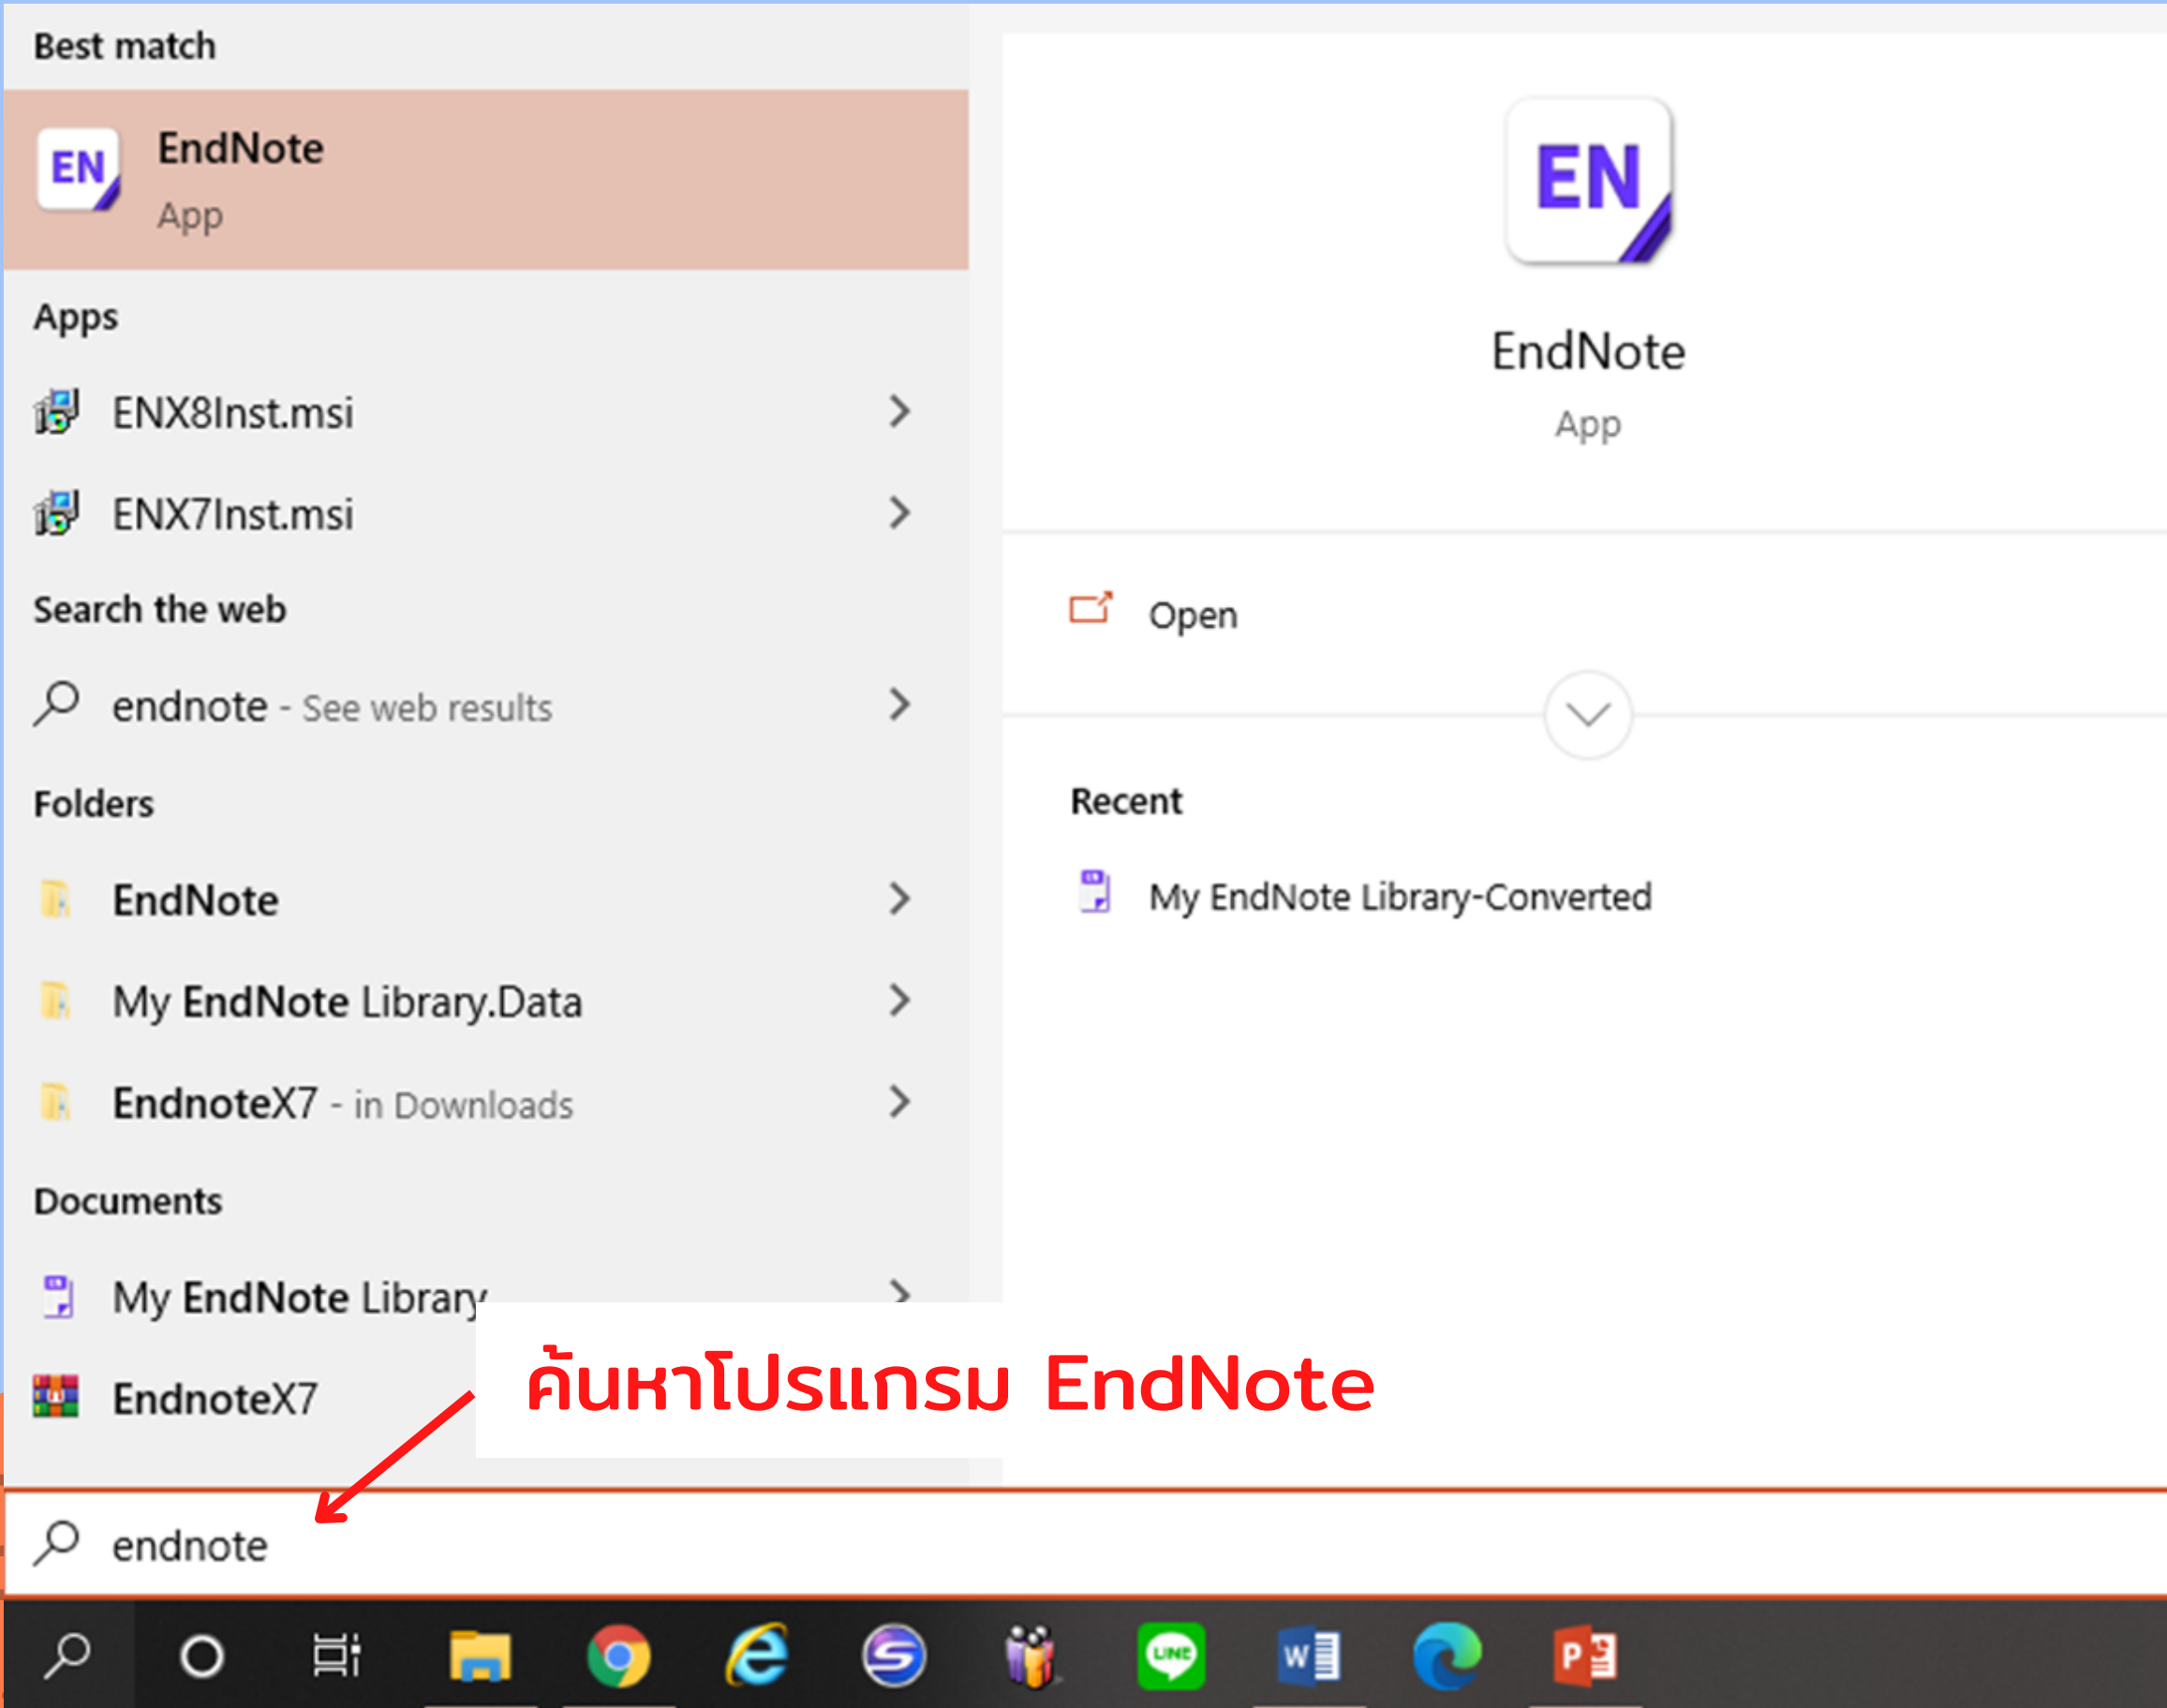 Best match
EN
EndNote
App
Apps
ENX8Inst.msi
ENX7Inst.msi
Search the web
endnote - See web results
Folders
EndNote
My EndNote Library.Data
EndnoteX7 - in Downloads
Documents
My EndNote Library
EndnoteX7
EN
EndNote
App
Open
Recent
My EndNote Library-Converted
ค้นหาโปรแกรม EndNote
endnote
LINE